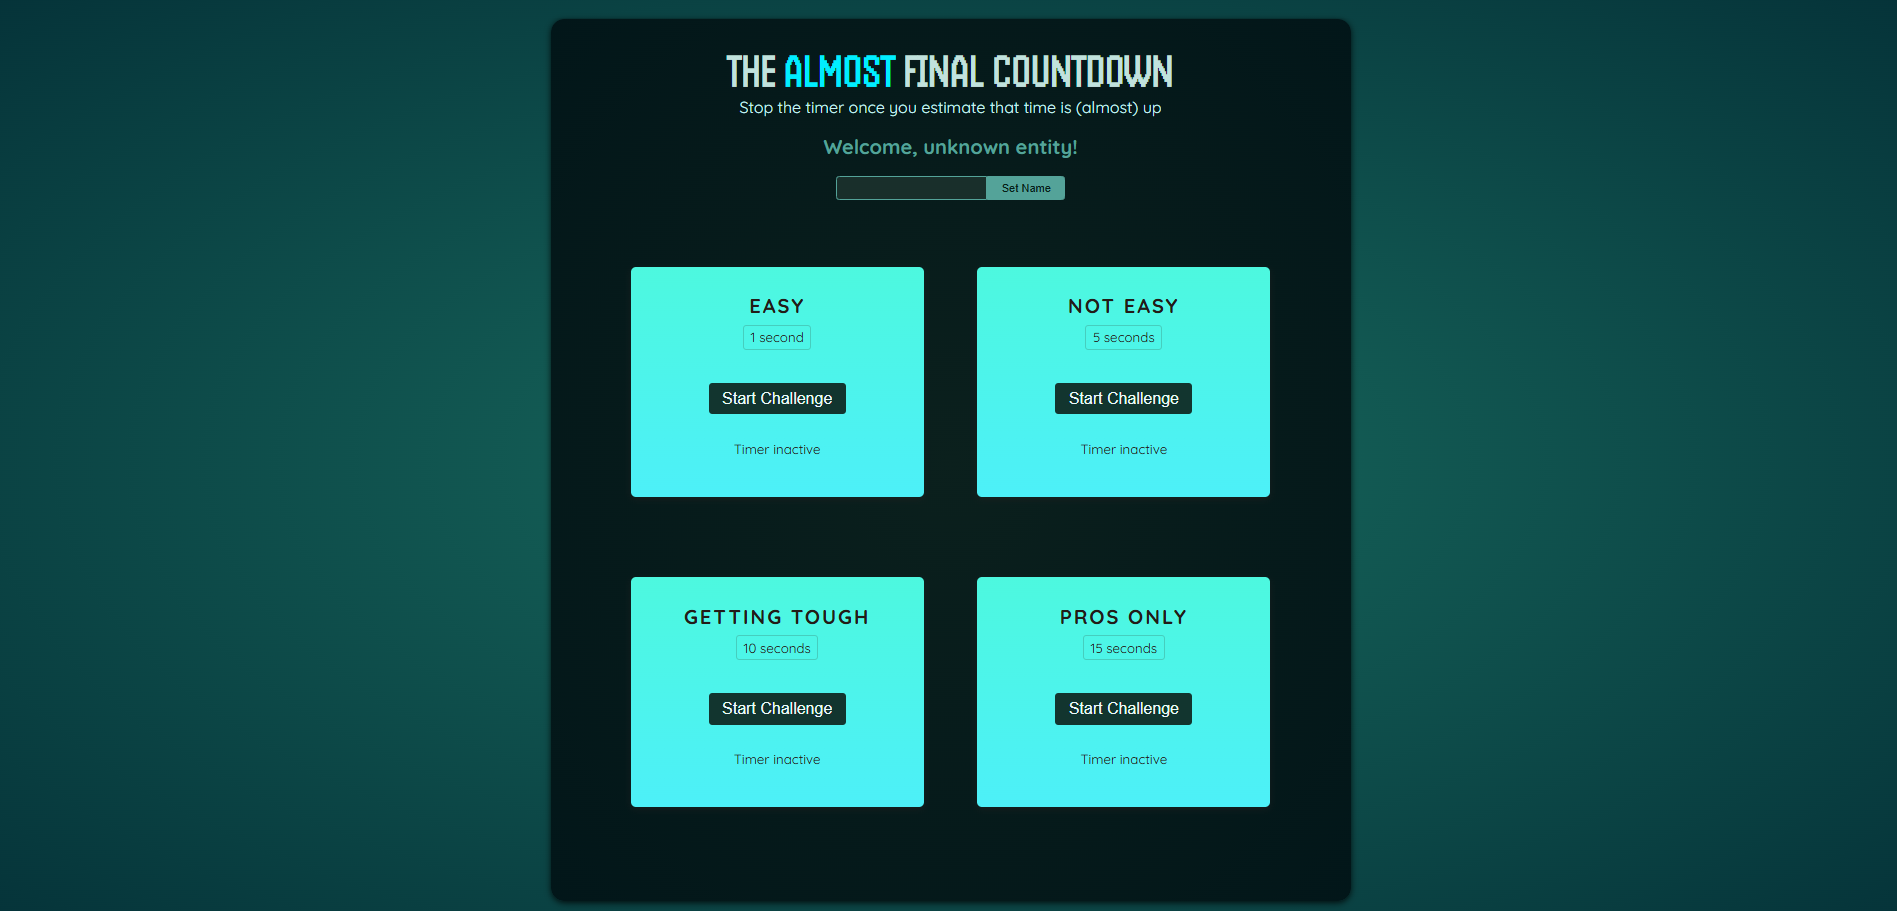 THE ALMOST FINAL COUNTDOWN
Stop the timer once you estimate that time is (almost) up
Welcome, unknown entity!
Set Name
EASY
1 second
Start Challenge
Timer inactive
NOT EASY
5 seconds
Start Challenge
Timer inactive
GETTING TOUGH
10 seconds
Start Challenge
Timer inactive
PROS ONLY
15 seconds
Start Challenge
Timer inactive